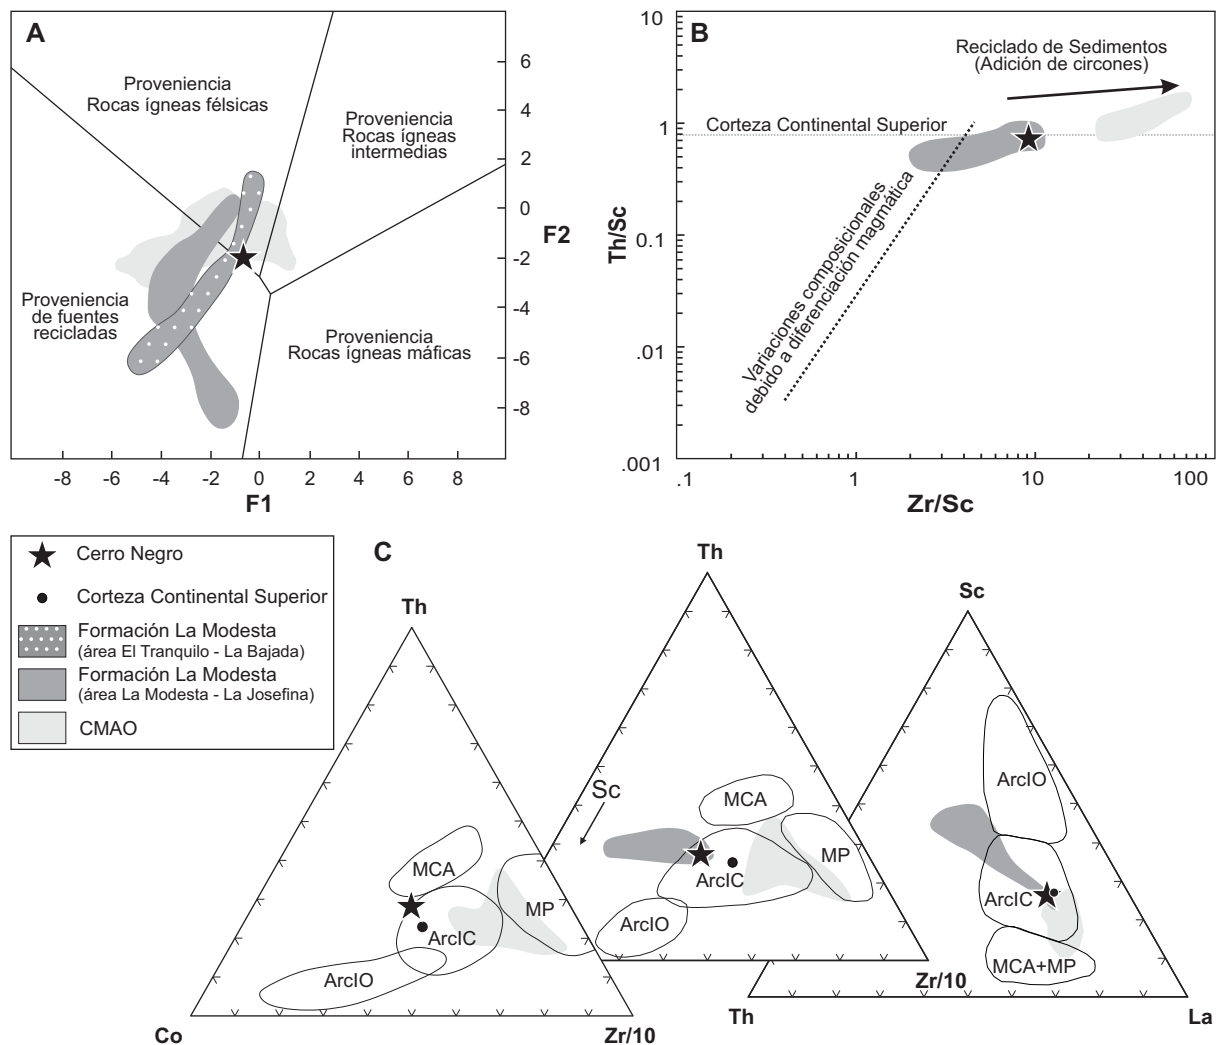 A
Proveniencia
Rocas ígneas félsicas
Proveniencia
Rocas ígneas
intermedias
Proveniencia
de fuentes
recicladas
Proveniencia
Rocas ígneas máficas
6
4
2
0
-2
-4
-6
-8
F2
-8
-6
-4
-2
0
2
4
6
8
F1
B
Reciclado de Sedimentos
(Adición de circones)
Corteza Continental Superior
Variaciones composicionales
debido a diferenciación magmática
10
1
0.1
.01
.001
Th/Sc
.1
1
10
100
Zr/Sc
Cerro Negro
Corteza Continental Superior
Formación La Modesta
(área El Tranquilo - La Bajada)
Formación La Modesta
(área La Modesta - La Josefina)
CMAO
C
Th
MCA
MP
ArcIC
ArcIO
Co
Zr/10
Th
Sc
MCA
MP
ArcIC
ArcIO
Zr/10
Sc
ArcIO
ArcIC
MCA+MP
Th
La